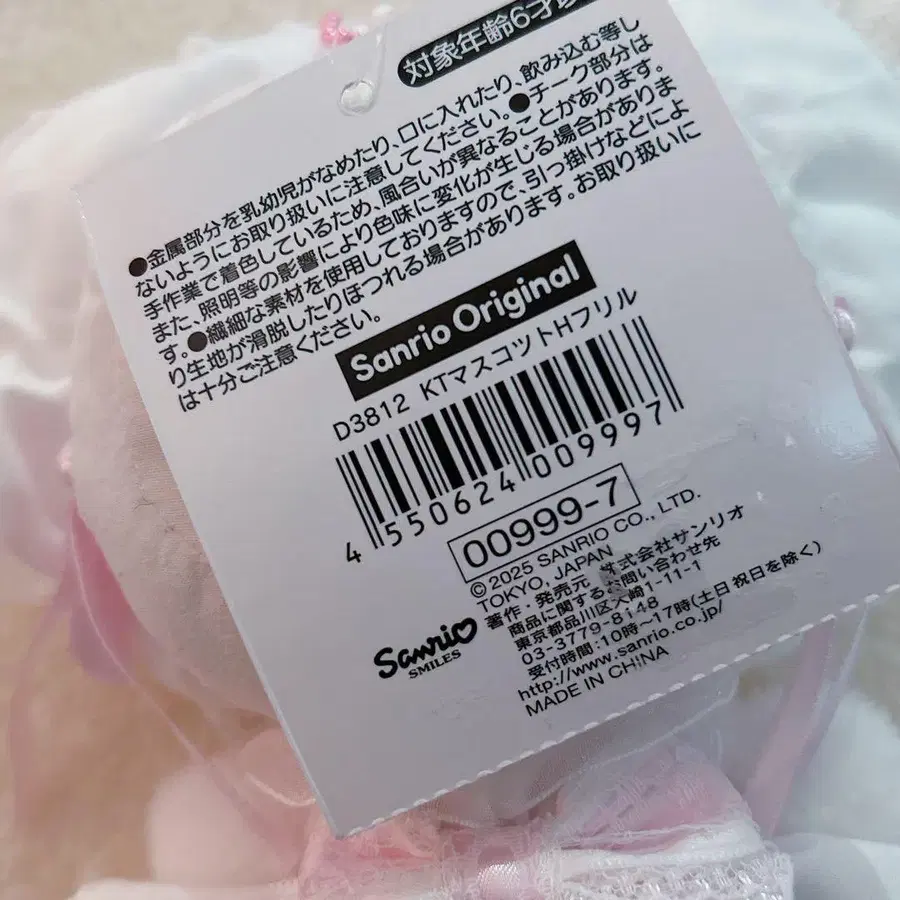 対象年齢6才以
●金属部分を乳幼児がなめたり、口に入れたり、飲み込む等し
ないようにお取り扱いに注意してください。●チーク部分は
手作業で着色しているため、風合いが異なることがあります。
また、照明等の影響により色味に変化が生じる場合がありま
す。●繊細な素材を使用しておりますので、引っ掛けなどによ
り生地が滑脱したりほつれる場合があります。お取り扱いに
は十分ご注意ください。
Sanrio Original
D3812 KTマスコットHフリル
4 550624 009997
00999-7
© 2025 SANRIO CO., LTD.
TOKYO, JAPAN
著作・発売元 株式会社サンリオ
商品に関するお問い合わせ先
東京都品川区大崎1-11-1
03-3779-8148
受付時間:10時〜17時(土日祝日を除く)
http://www.sanrio.co.jp/
MADE IN CHINA
Sanrio
SMILES